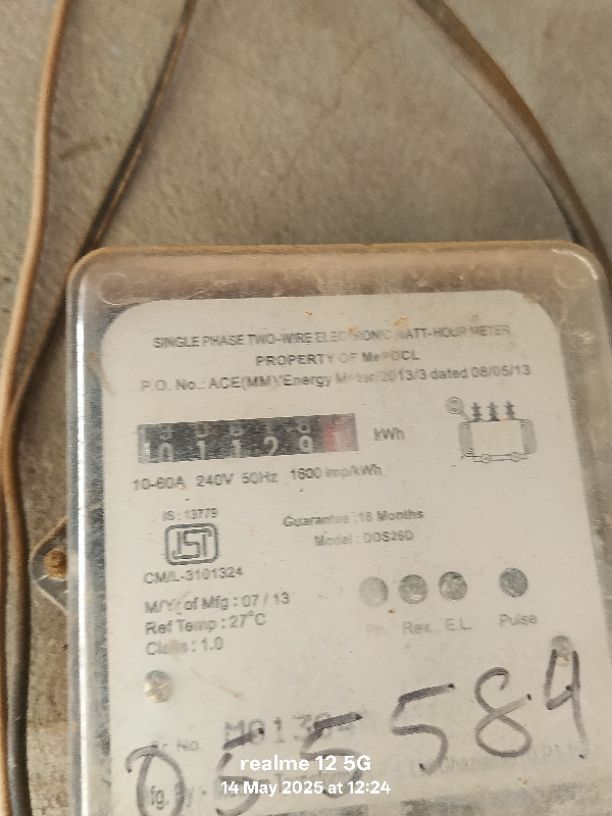 SINGLE PHASE TWO-WIRE ELECTRONIC WATT-HOUR METER
PROPERTY OF MePDCL
P.O. No.: ACE(MM)/Energy Meter/2013/3 dated 08/05/13
kWh
10-60A 240V 50Hz 1600 imp/kWh
IS : 13779
Guarantee : 18 Months
Model : DDS26D
CM/L-3101324
M/Y. of Mfg : 07 / 13
Ref Temp : 27°C
Class : 1.0
Rev. E.L. Pulse
Sr. No.
055584
realme 12 5G
14 May 2025 at 12:24